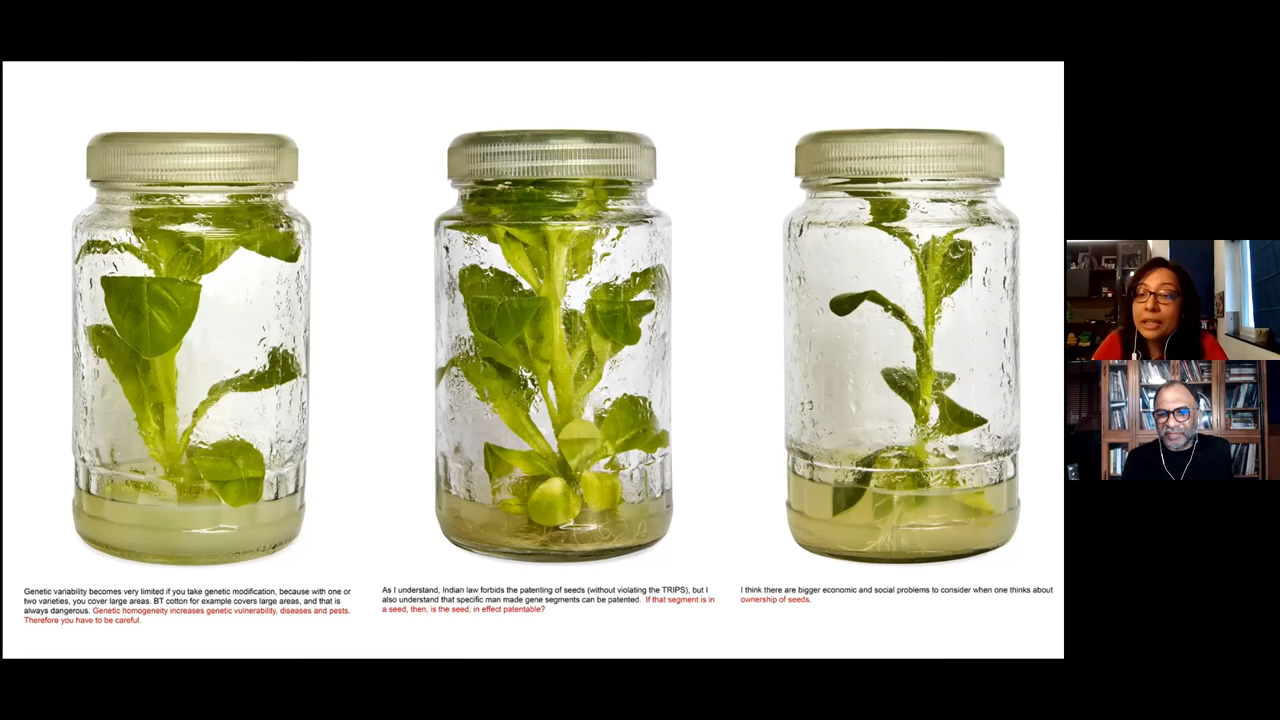 Genetic variability becomes very limited if you take genetic modification, because with one or
two varieties, you cover large areas. BT cotton for example covers large areas, and that is
always dangerous. Genetic homogeneity increases genetic vulnerability, diseases and pests.
Therefore you have to be careful.
As I understand, Indian law forbids the patenting of seeds (without violating the TRIPS), but I
also understand that specific man made gene segments can be patented. If that segment is in
a seed, then, is the seed, in effect patentable?
I think there are bigger economic and social problems to consider when one thinks about
ownership of seeds.